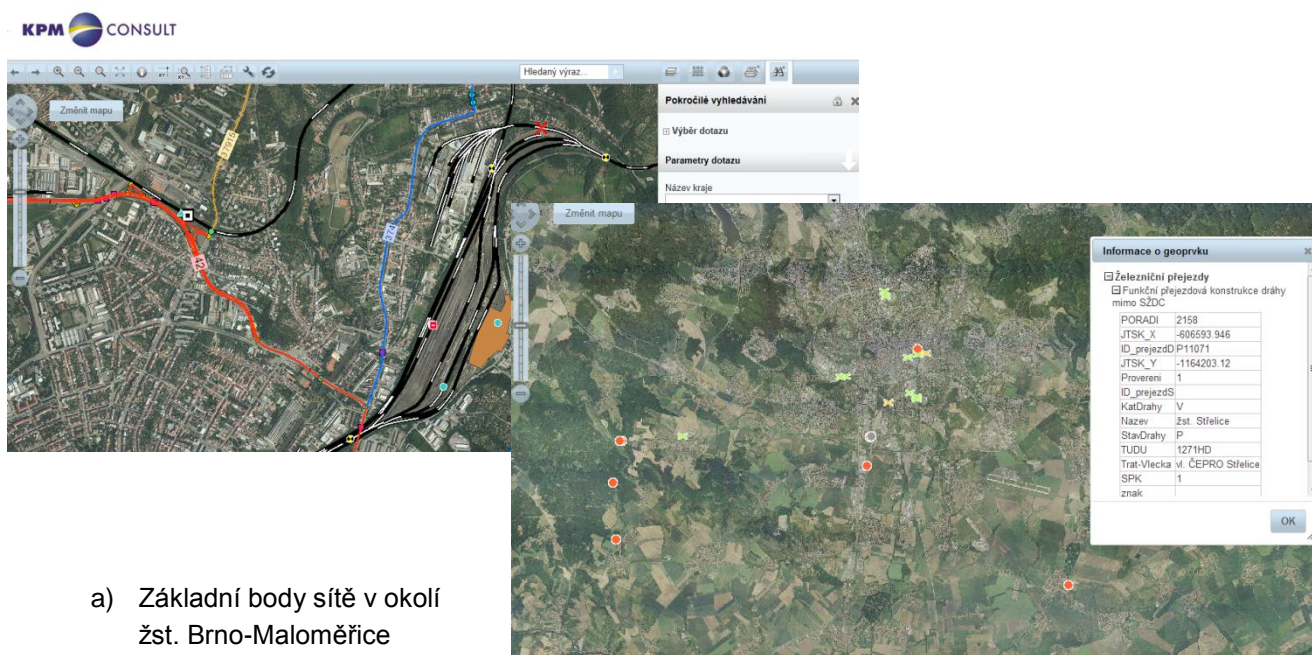 KPM CONSULT
Hledaný výraz...
Změnit mapu
Pokročilé vyhledávání
Výběr dotazu
Parametry dotazu
Název kraje
37915
374
42
Změnit mapu
Informace o geoprvku
Železniční přejezdy
Funkční přejezdová konstrukce dráhy
mimo SŽDC
PORADI 2158
JTSK_X -606593.946
ID_prejezdD P11071
JTSK_Y -1164203.12
Provereni 1
ID_prejezdS
KatDrahy V
Nazev žst. Střelice
StavDrahy P
TUDU 1271HD
Trat-Vlecka vl. ČEPRO Střelice
SPK 1
znak
OK
a) Základní body sítě v okolí
žst. Brno-Maloměřice